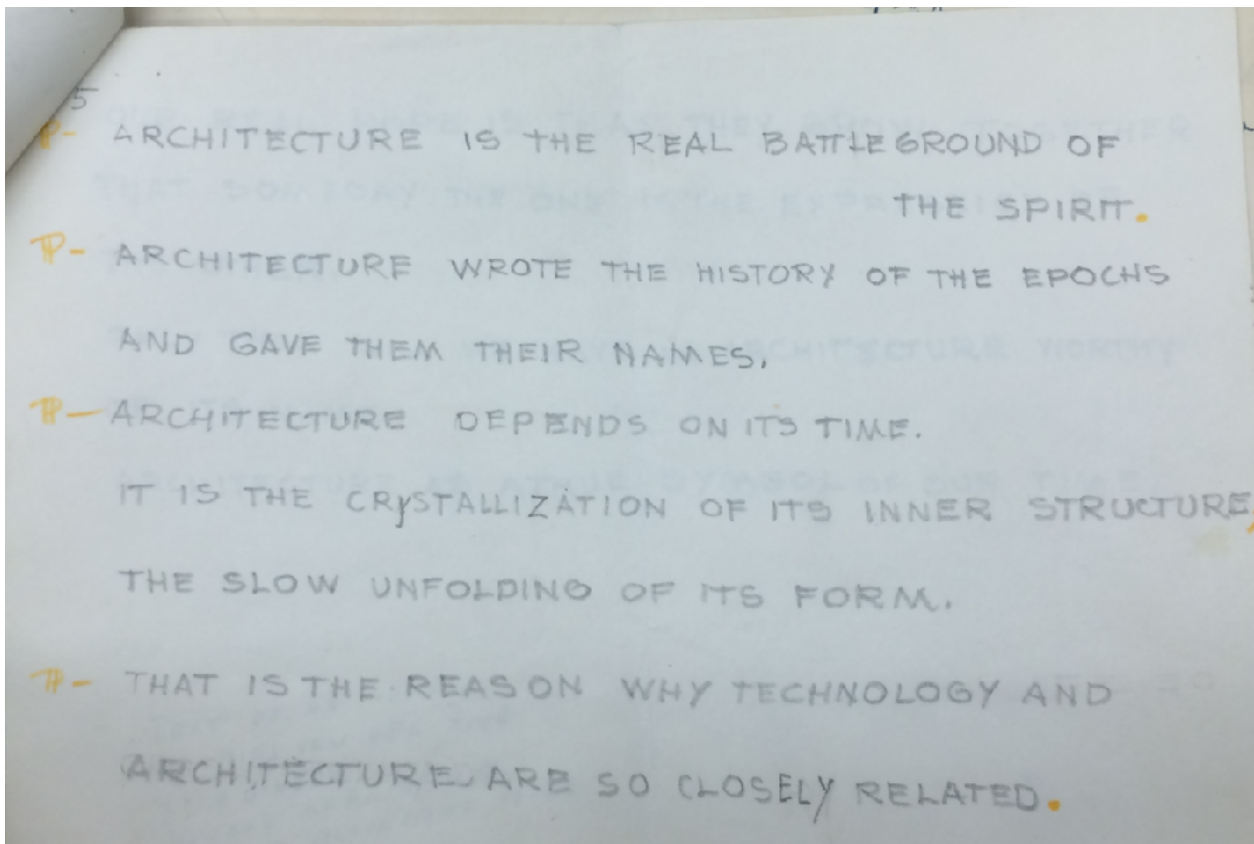 5
P- ARCHITECTURE IS THE REAL BATTLEGROUND OF
THE SPIRIT.
P- ARCHITECTURE WROTE THE HISTORY OF THE EPOCHS
AND GAVE THEM THEIR NAMES.
P- ARCHITECTURE DEPENDS ON ITS TIME.
IT IS THE CRySTALLIZATION OF ITS INNER STRUCTURE,
THE SLOW UNFOLDING OF ITS FORM.
P- THAT IS THE REASON WHY TECHNOLOGY AND
ARCHITECTURE ARE SO CLOSELY RELATED.